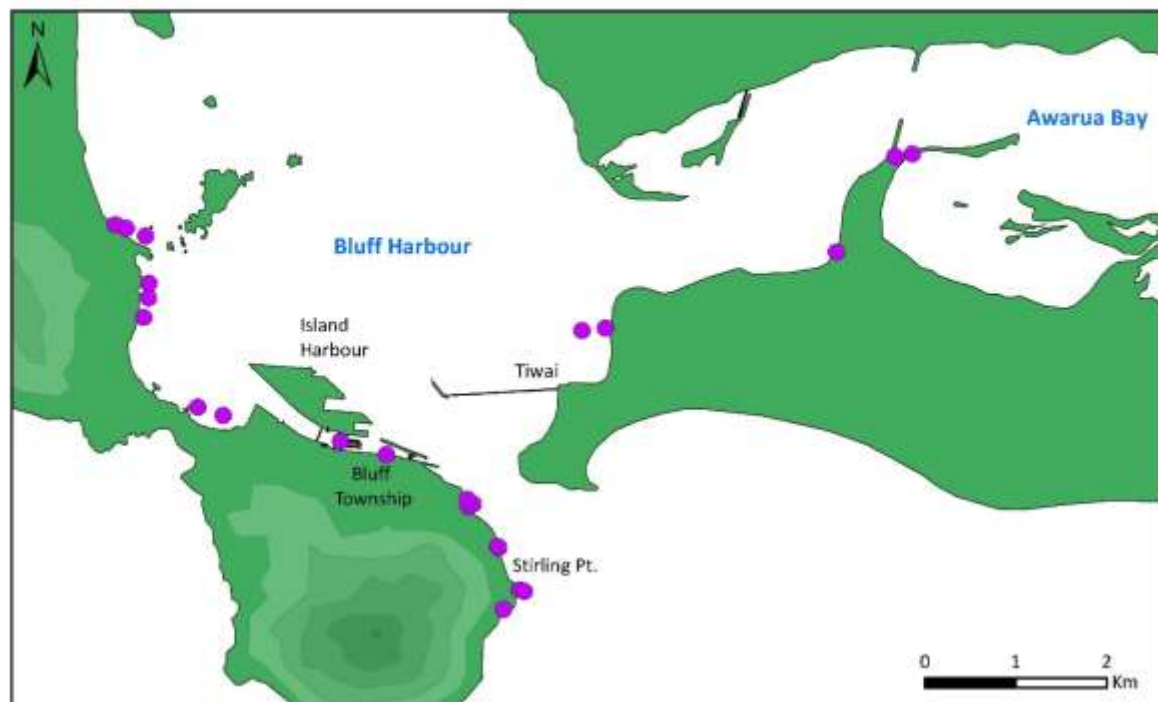 N
Awarua Bay
Bluff Harbour
Island
Harbour
Tiwai
Bluff
Township
Stirling Pt.
0 1 2
Km